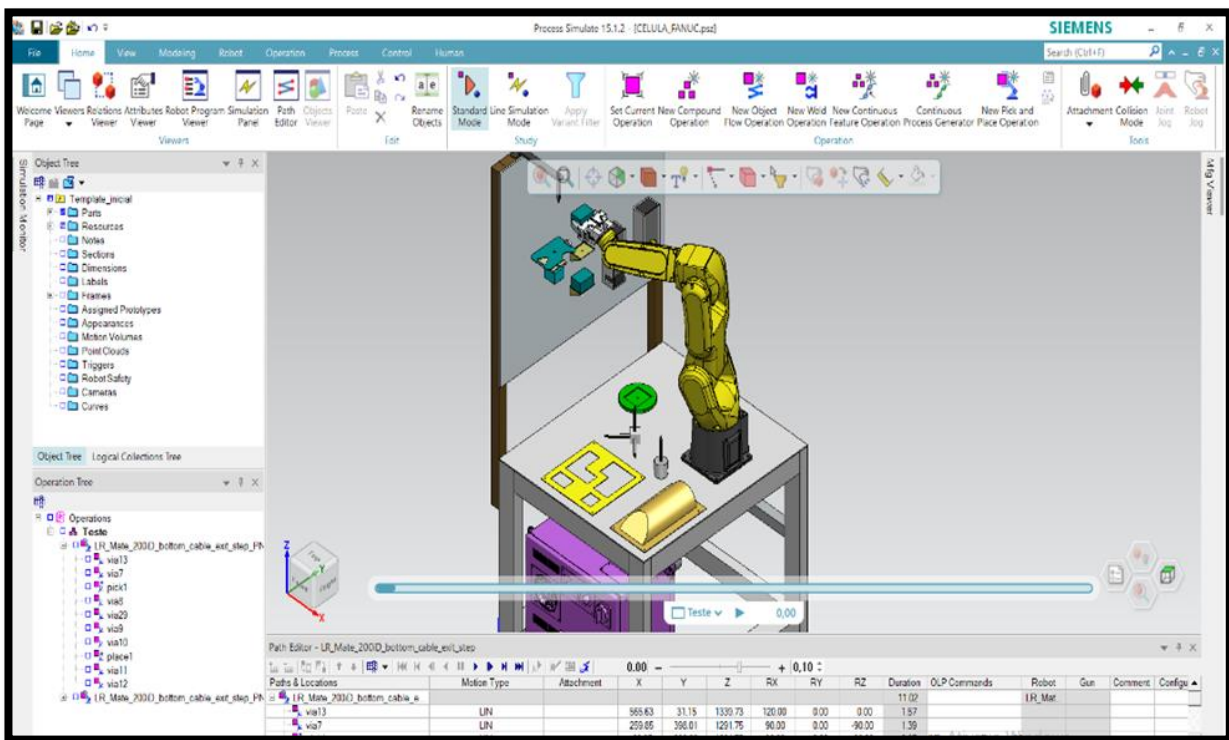 Process Simulate 15.1.2 - [CELULA_FANUC.psz]
SIEMENS
File Home View Modeling Robot Operation Process Control Human
Search (Ctrl+F)
Welcome Page
Viewers
Relations Viewer
Attributes Viewer
Robot Program Viewer
Simulation Panel
Path Editor
Objects Viewer
Paste
Rename Objects
Standard Mode
Line Simulation Mode
Apply Variant Filter
Set Current Operation
New Compound Operation
New Object Flow Operation
New Weld Operation
New Continuous Feature Operation
Continuous Process Generator
New Pick and Place Operation
Attachment
Collision Mode
Joint Jog
Robot Jog
Viewers Edit Study Operation Tools
Simulation Monitor
Mfg Viewer
Object Tree
Template_inicial
Parts
Resources
Notes
Sections
Dimensions
Labels
Frames
Assigned Prototypes
Appearances
Motion Volumes
Point Clouds
Triggers
Robot Safety
Cameras
Curves
Object Tree Logical Collections Tree
Operation Tree
Operations
Teste
LR_Mate_200iD_bottom_cable_exit_step_PN
via13
via7
pick1
via8
via29
via9
via10
place1
via11
via12
LR_Mate_200iD_bottom_cable_exit_step_PN
Z
Y
X
Right
Teste 0,00
Path Editor - LR_Mate_200iD_bottom_cable_exit_step
0.00 0,10
Paths & Locations Motion Type Attachment X Y Z RX RY RZ Duration OLP Commands Robot Gun Comment Configu
LR_Mate_200iD_bottom_cable_e 11.02 LR_Mat
via13 LIN 565.63 31.15 1339.73 120.00 0.00 0.00 1.57
via7 LIN 259.85 398.01 1291.75 90.00 0.00 -90.00 1.39